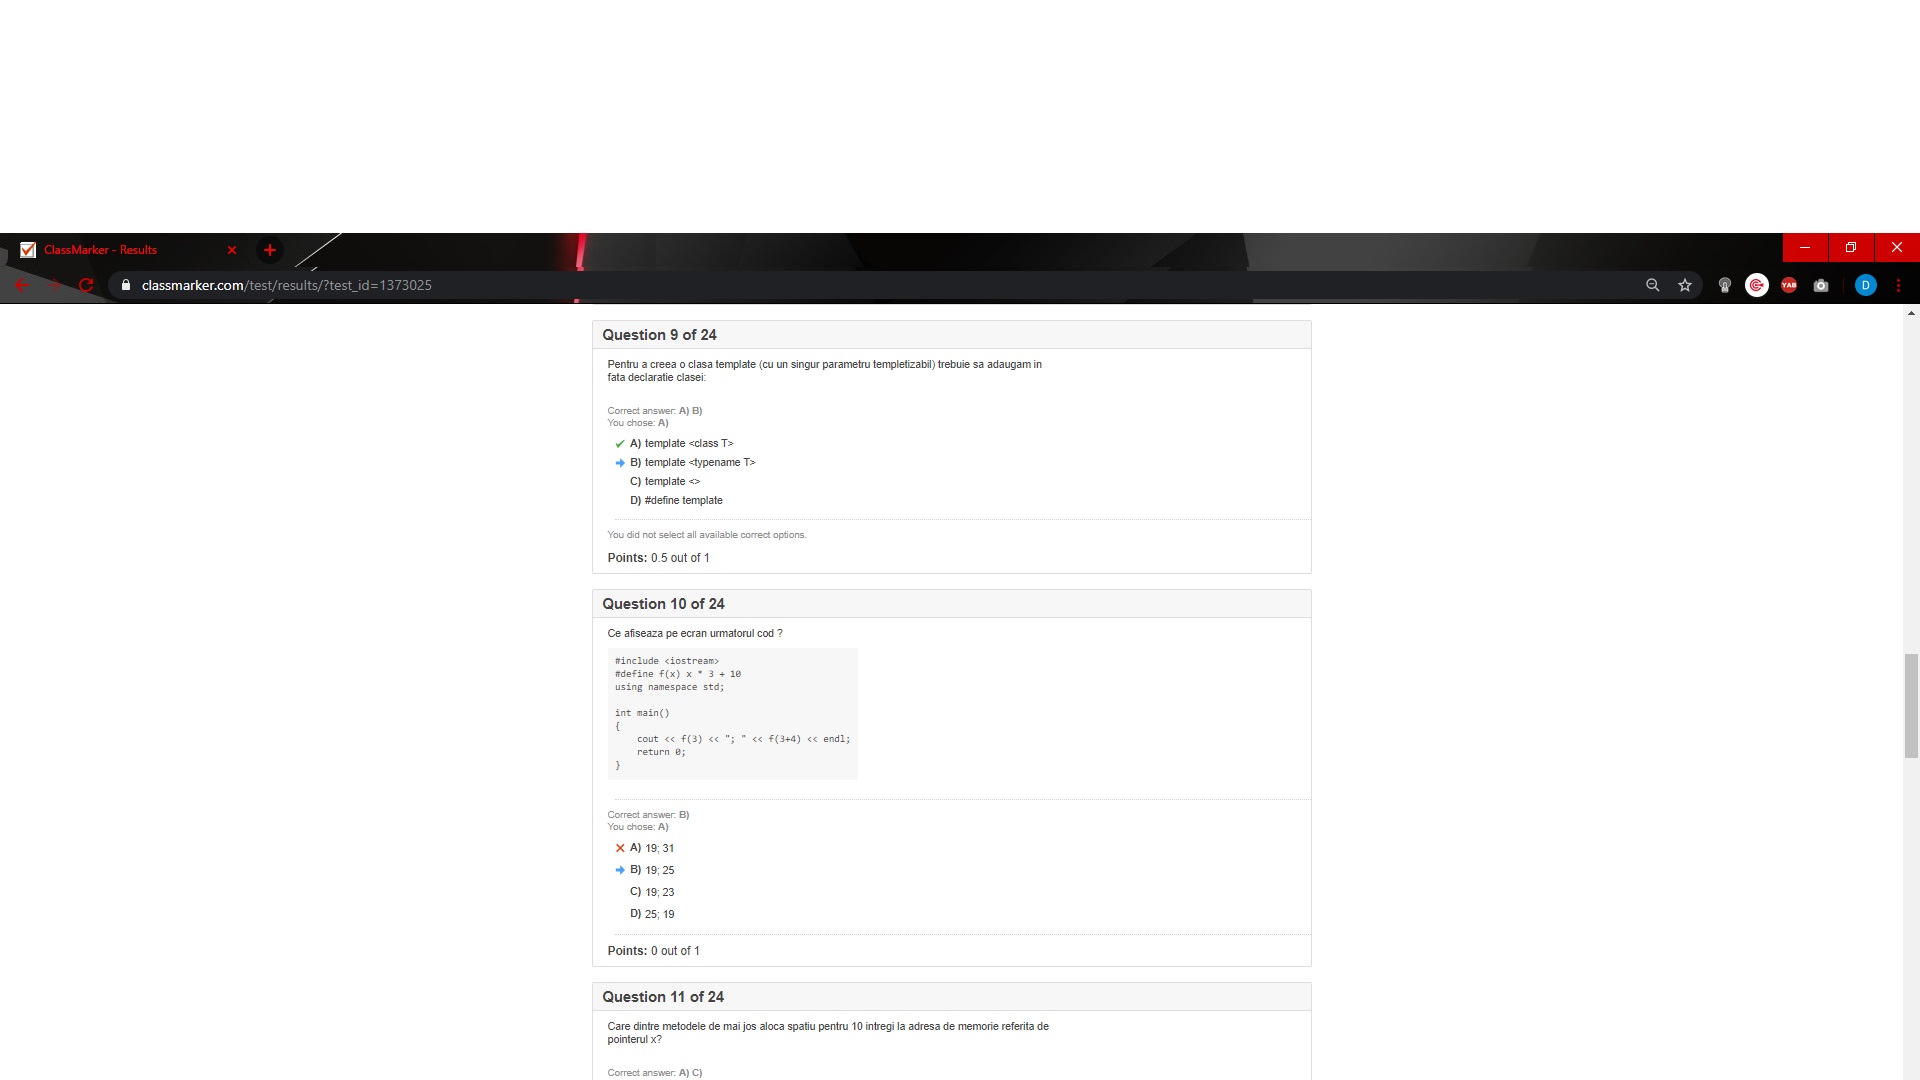 ClassMarker - Results
classmarker.com/test/results/?test_id=1373025
YAB
D
Question 9 of 24
Pentru a creea o clasa template (cu un singur parametru templetizabil) trebuie sa adaugam in
fata declaratie clasei:
Correct answer: A) B)
You chose: A)
A) template <class T>
B) template <typename T>
C) template <>
D) #define template
You did not select all available correct options.
Points: 0.5 out of 1
Question 10 of 24
Ce afiseaza pe ecran urmatorul cod ?
#include <iostream>
#define f(x) x * 3 + 10
using namespace std;
int main()
{
cout << f(3) << "; " << f(3+4) << endl;
return 0;
}
Correct answer: B)
You chose: A)
A) 19; 31
B) 19; 25
C) 19; 23
D) 25; 19
Points: 0 out of 1
Question 11 of 24
Care dintre metodele de mai jos aloca spatiu pentru 10 intregi la adresa de memorie referita de
pointerul x?
Correct answer: A) C)